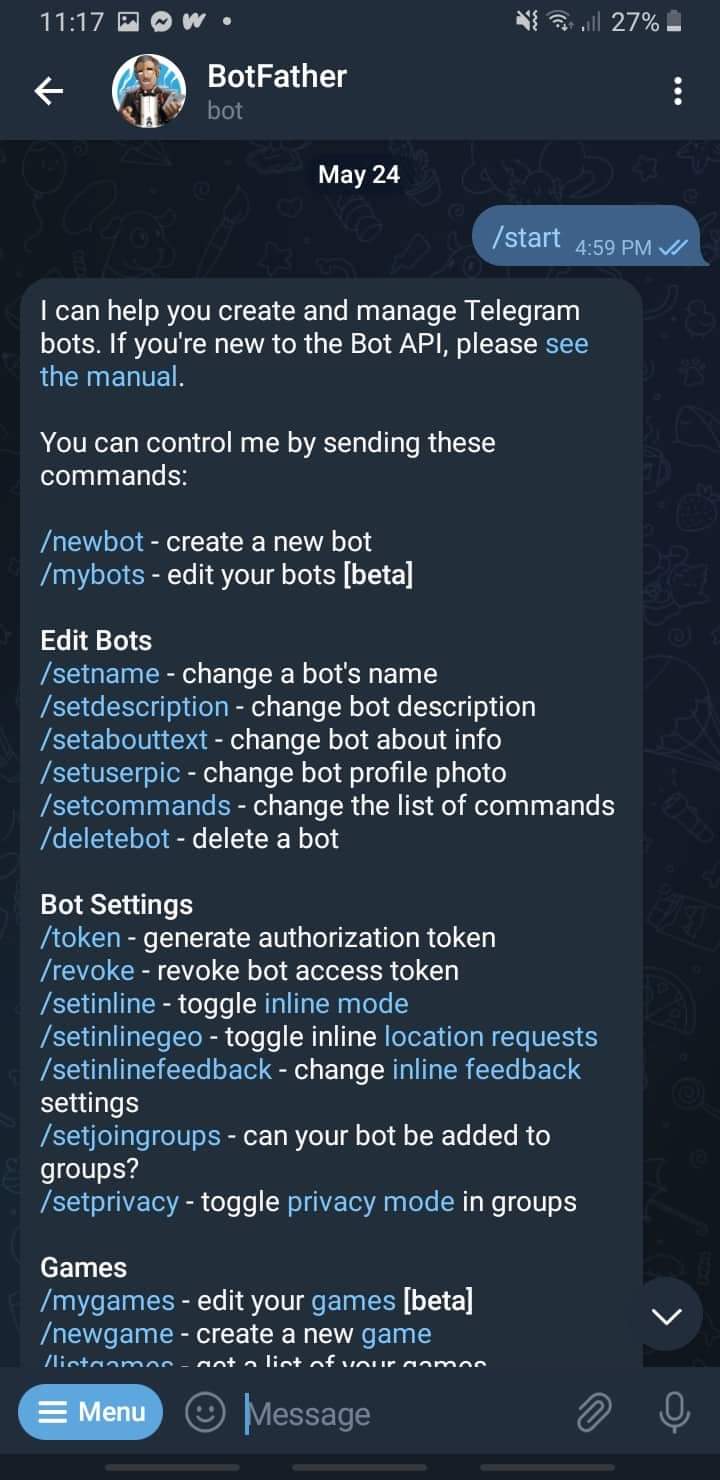 11:17
27%
BotFather
bot
May 24
/start 4:59 PM
I can help you create and manage Telegram
bots. If you're new to the Bot API, please see
the manual.
You can control me by sending these
commands:
/newbot - create a new bot
/mybots - edit your bots [beta]
Edit Bots
/setname - change a bot's name
/setdescription - change bot description
/setabouttext - change bot about info
/setuserpic - change bot profile photo
/setcommands - change the list of commands
/deletebot - delete a bot
Bot Settings
/token - generate authorization token
/revoke - revoke bot access token
/setinline - toggle inline mode
/setinlinegeo - toggle inline location requests
/setinlinefeedback - change inline feedback
settings
/setjoingroups - can your bot be added to
groups?
/setprivacy - toggle privacy mode in groups
Games
/mygames - edit your games [beta]
/newgame - create a new game
/listgames - get a list of your games
Menu
Message